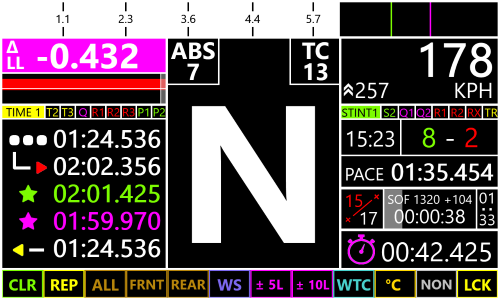 1.1 2.3 3.6 4.4 5.7
Δ LL -0.432
ABS 7
TC 13
178
257 KPH
TIME 1 T2 T3 Q R1 R2 R3 P1 P2
STINT1 S2 Q1 Q2 R1 R2 RX TR
01:24.536
02:02.356
02:01.425
01:59.970
01:24.536
N
15:23 8 - 2
PACE 01:35.454
15 / 17
SOF 1320 +104
00:00:38
01 :: 33
00:42.425
CLR REP ALL FRNT REAR WS ± 5L ± 10L WTC °C NON LCK